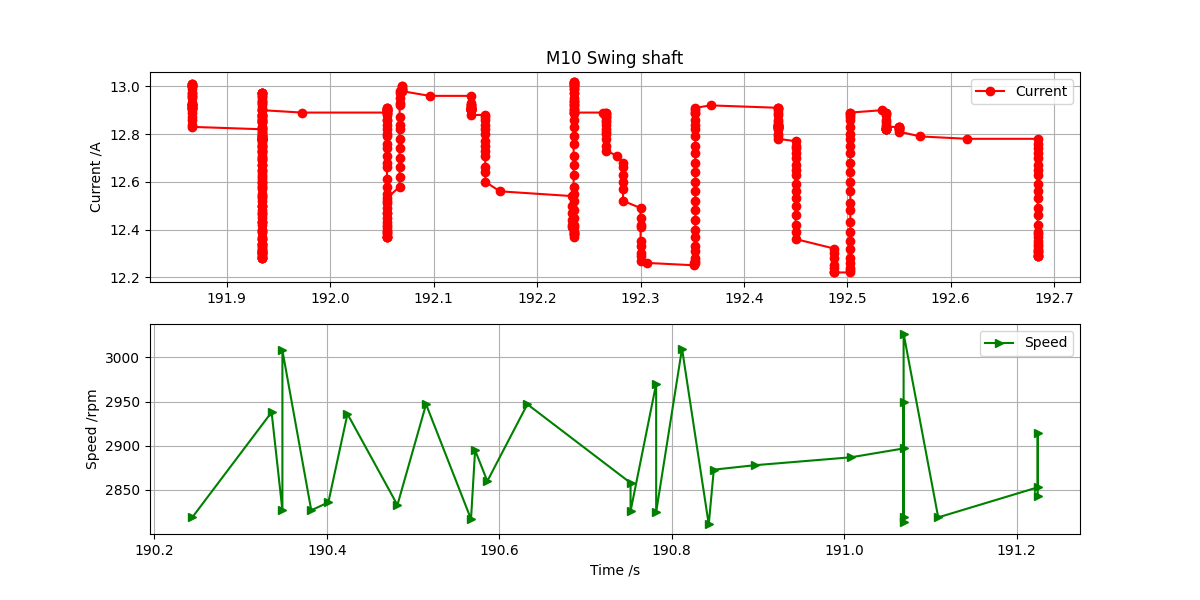 M10 Swing shaft
13.0
12.8
12.6
12.4
12.2
Current /A
Current
191.9 192.0 192.1 192.2 192.3 192.4 192.5 192.6 192.7
3000
2950
2900
2850
Speed /rpm
Speed
190.2 190.4 190.6 190.8 191.0 191.2
Time /s